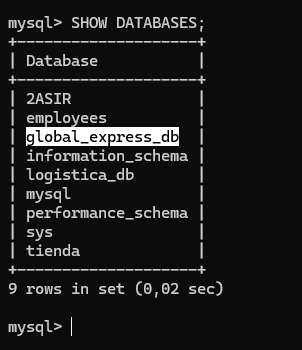 mysql> SHOW DATABASES;
+--------------------+
| Database           |
+--------------------+
| 2ASIR              |
| employees          |
| global_express_db  |
| information_schema |
| logistica_db       |
| mysql              |
| performance_schema |
| sys                |
| tienda             |
+--------------------+
9 rows in set (0,02 sec)
mysql>